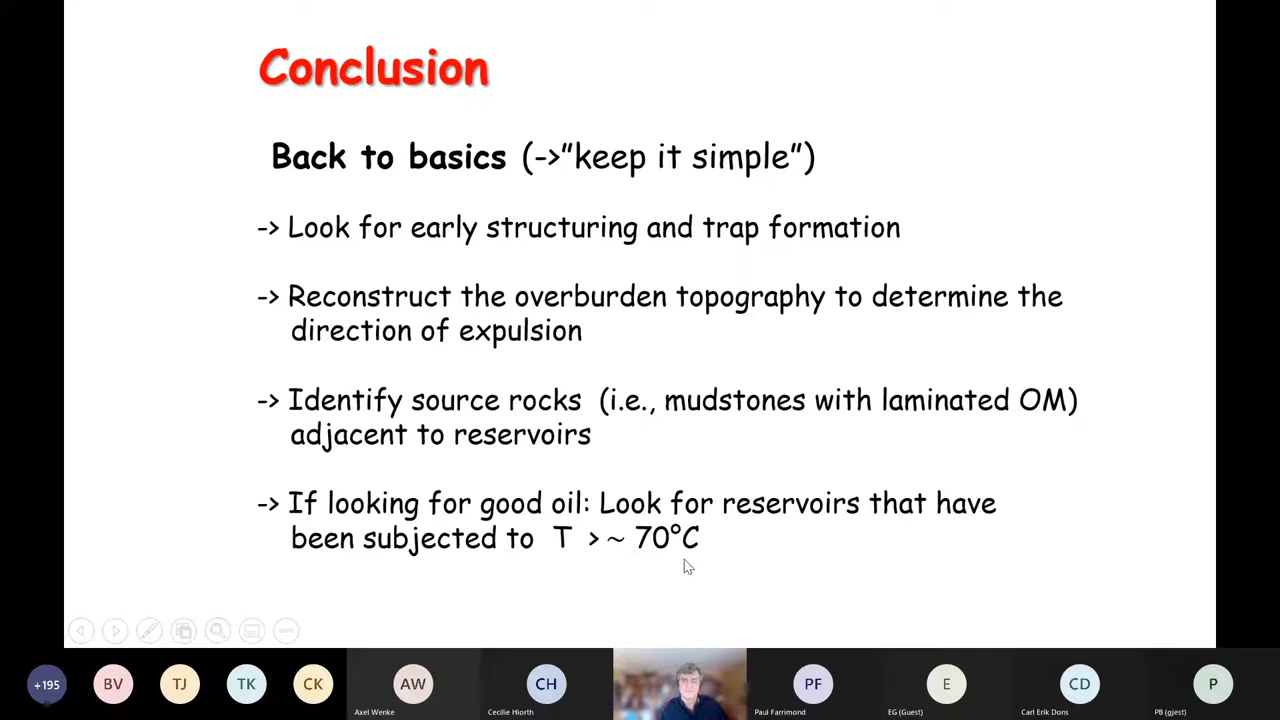 Conclusion
Back to basics (->”keep it simple”)
-> Look for early structuring and trap formation
-> Reconstruct the overburden topography to determine the
direction of expulsion
-> Identify source rocks (i.e., mudstones with laminated OM)
adjacent to reservoirs
-> If looking for good oil: Look for reservoirs that have
been subjected to T > ~ 70°C
+195
BV
TJ
TK
CK
AW
CH
PF
E
CD
P
Axel Wenke
Cecilie Hiorth
Paul Farrimond
EG (Guest)
Carl Erik Dons
PB (gjest)